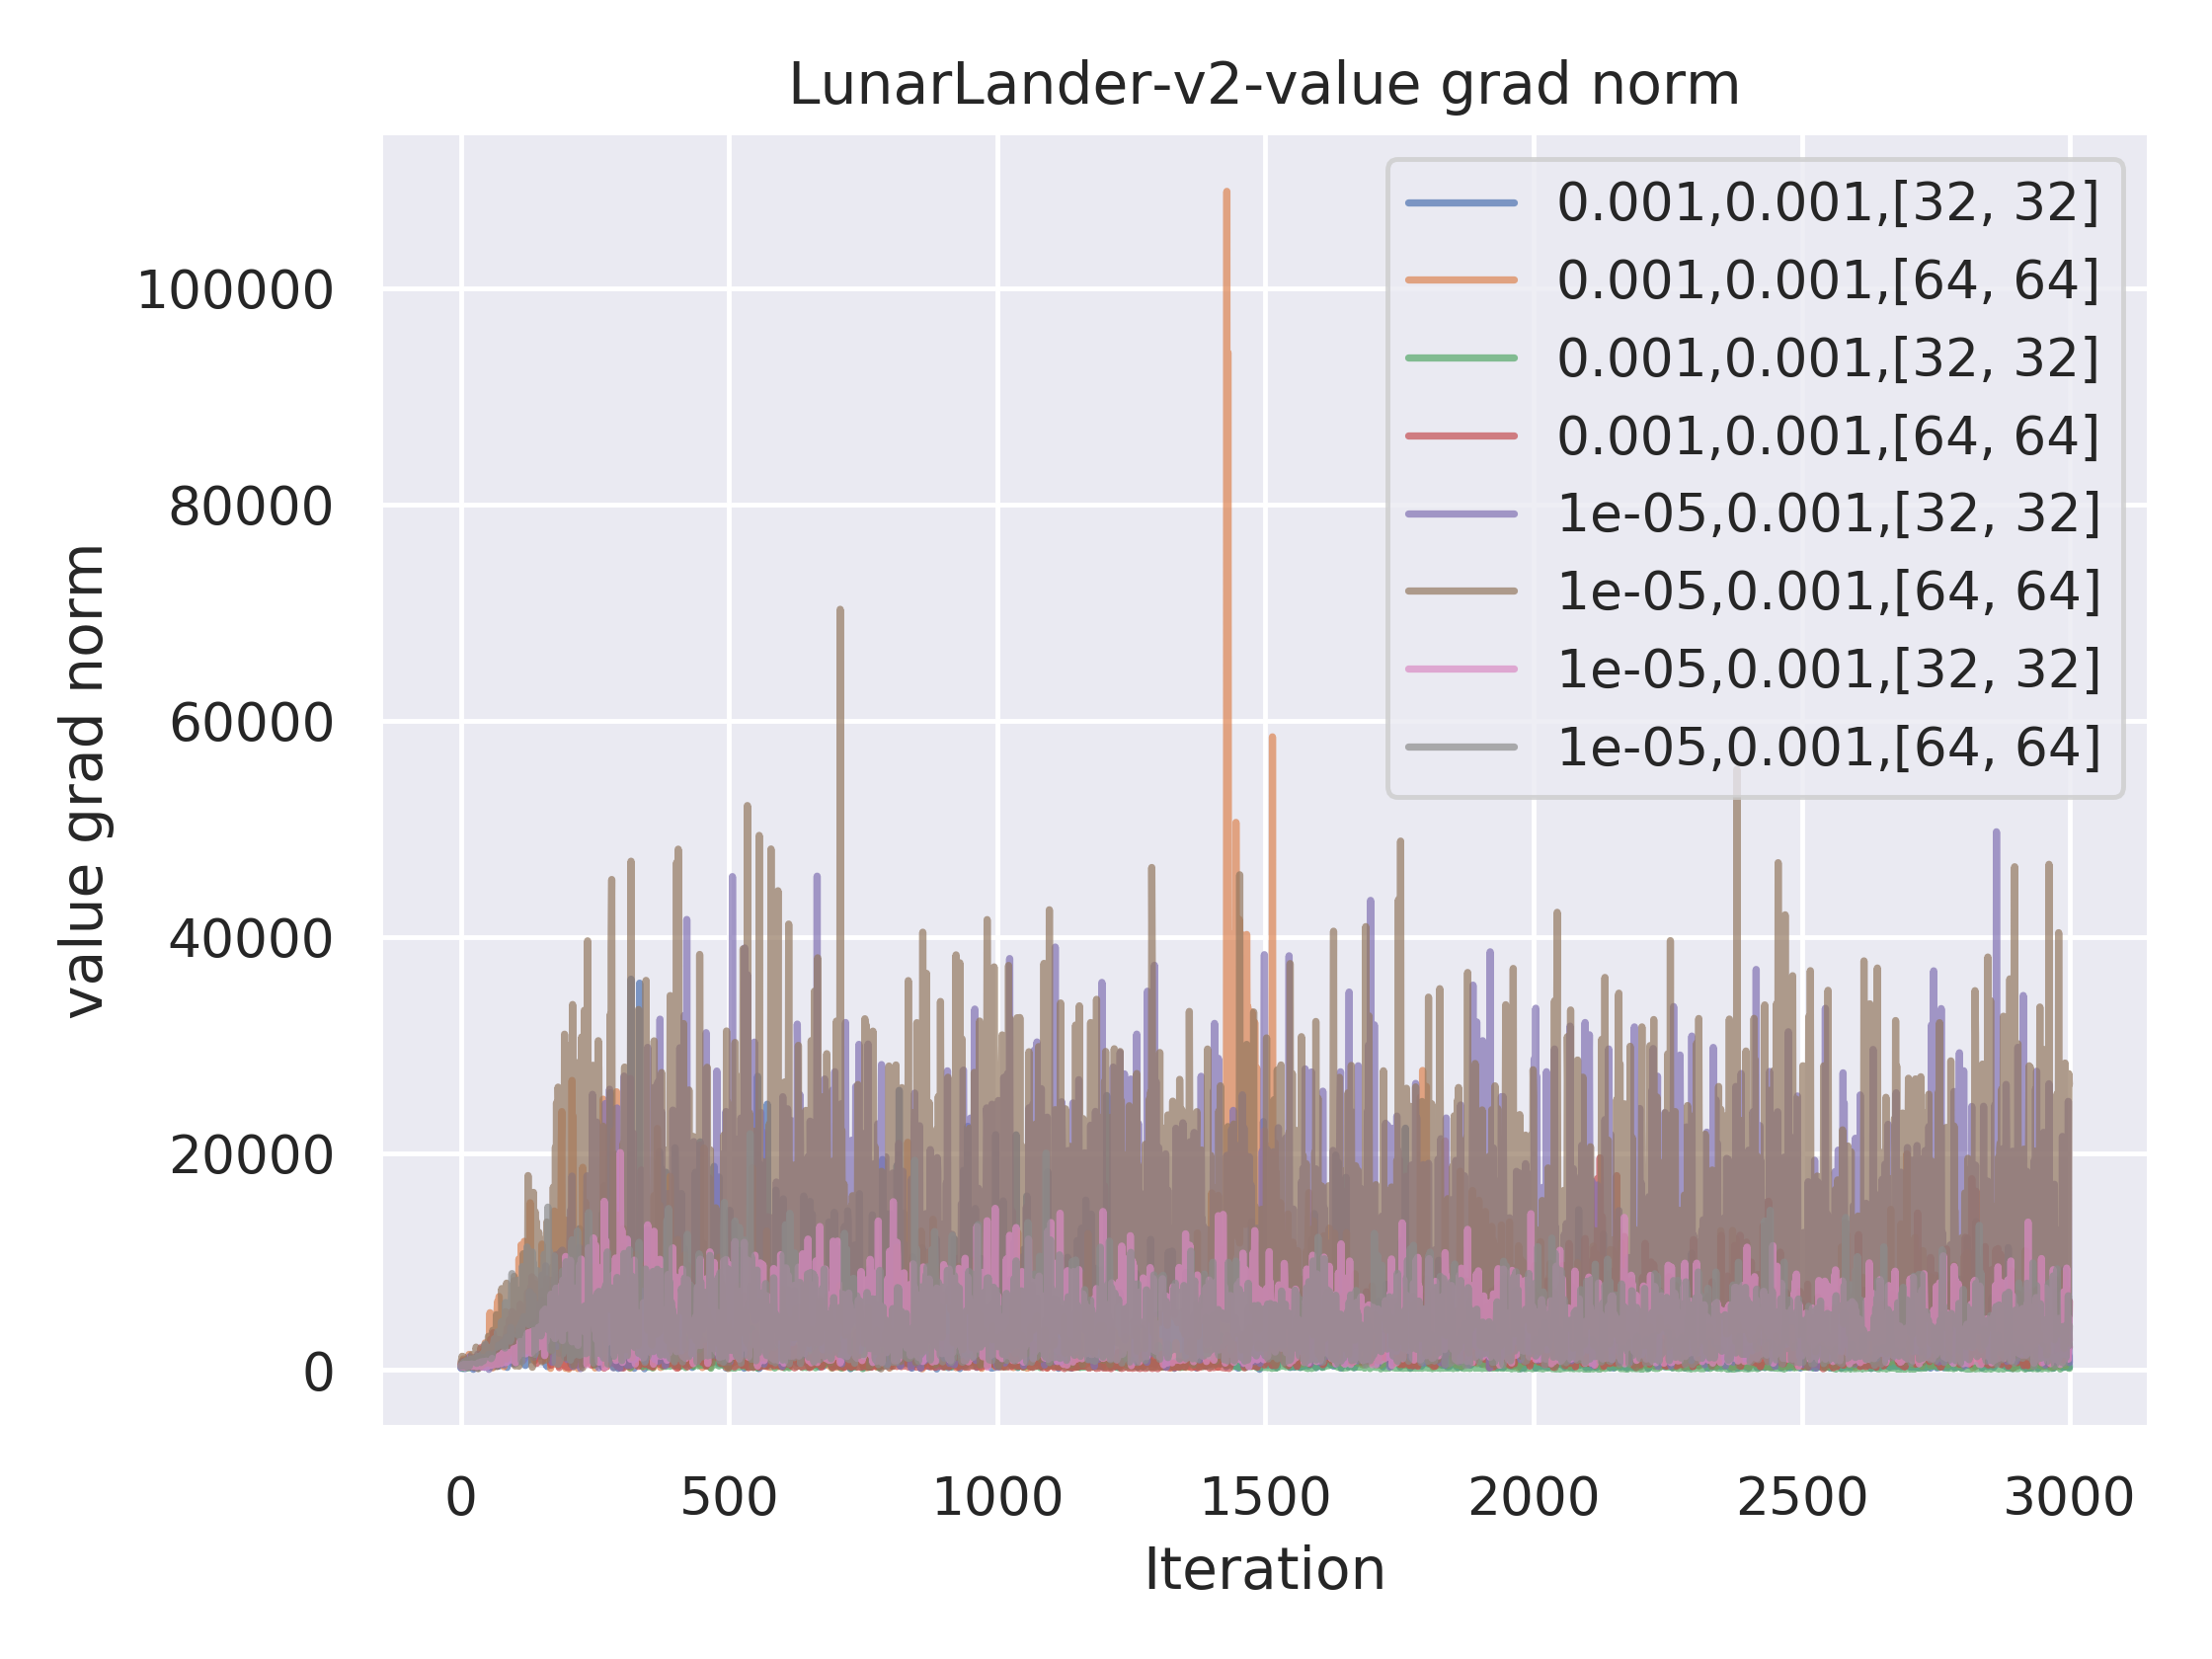 LunarLander-v2-value grad norm
0.001,0.001,[32, 32]
0.001,0.001,[64, 64]
0.001,0.001,[32, 32]
0.001,0.001,[64, 64]
1e-05,0.001,[32, 32]
1e-05,0.001,[64, 64]
1e-05,0.001,[32, 32]
1e-05,0.001,[64, 64]
value grad norm
100000
80000
60000
40000
20000
0
0 500 1000 1500 2000 2500 3000
Iteration